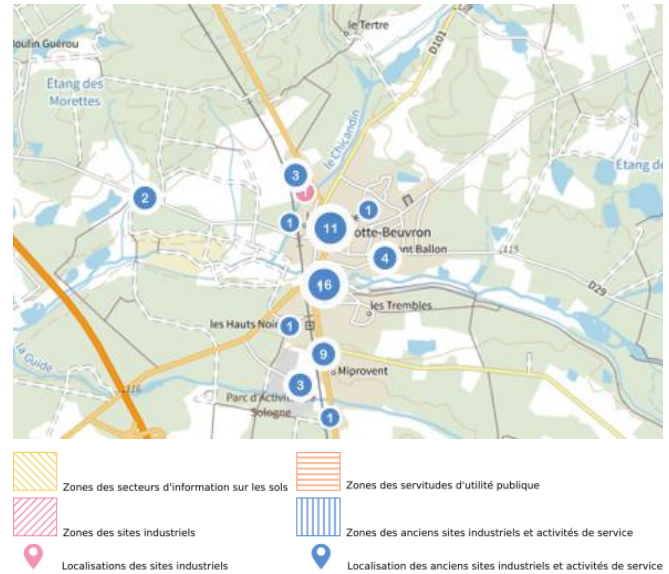 le Tertre
Moulin Guérou
D101
Étang des
Morettes
le Chicandin
3
2
1
1
11
otte-Beuvron
Étang de
ont Ballon
115
4
D29
16
les Trembles
les Hauts Noir
1
la Guide
9
Miprovent
116
3
Parc d'Activit
Sologne
1
Zones des secteurs d'information sur les sols
Zones des servitudes d'utilité publique
Zones des sites industriels
Zones des anciens sites industriels et activités de service
Localisations des sites industriels
Localisation des anciens sites industriels et activités de service